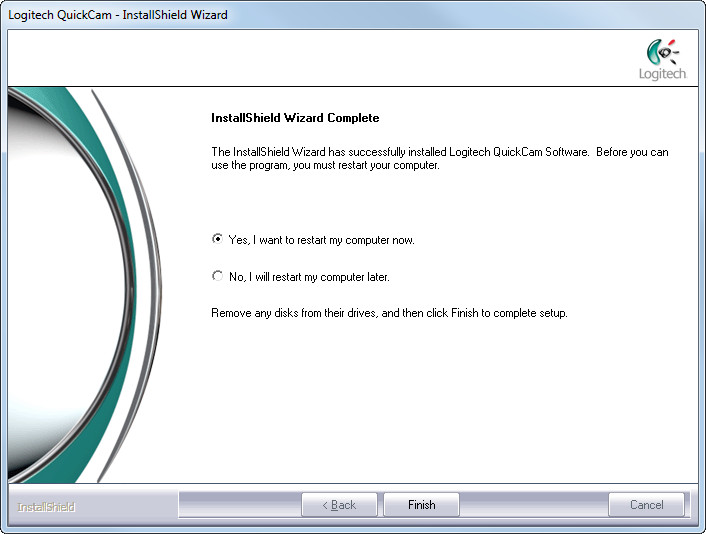 Logitech QuickCam - InstallShield Wizard
Logitech
InstallShield Wizard Complete
The InstallShield Wizard has successfully installed Logitech QuickCam Software.  Before you can
use the program, you must restart your computer.
Yes, I want to restart my computer now.
No, I will restart my computer later.
Remove any disks from their drives, and then click Finish to complete setup.
InstallShield
< Back
Finish
Cancel